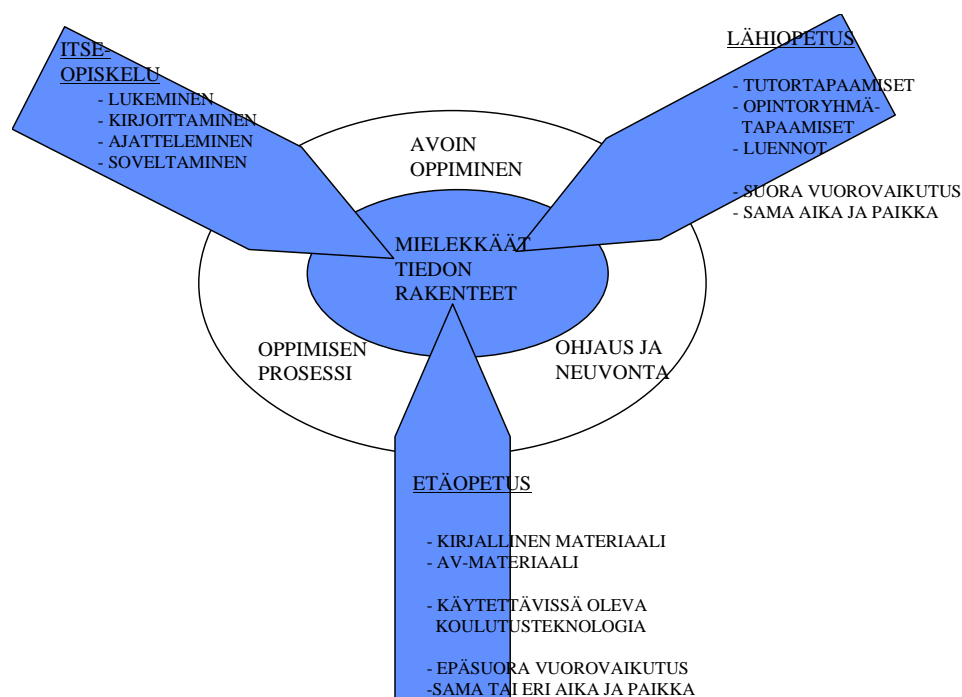 ITSE-
OPISKELU
- LUKEMINEN
- KIRJOITTAMINEN
- AJATTELEMINEN
- SOVELTAMINEN
LÄHIOPETUS
- TUTORTAPAAMISET
- OPINTORYHMÄ-
TAPAAMISET
- LUENNOT
- SUORA VUOROVAIKUTUS
- SAMA AIKA JA PAIKKA
AVOIN
OPPIMINEN
MIELEKKÄÄT
TIEDON
RAKENTEET
OPPIMISEN
PROSESSI
OHJAUS JA
NEUVONTA
ETÄOPETUS
- KIRJALLINEN MATERIAALI
- AV-MATERIAALI
- KÄYTETTÄVISSÄ OLEVA
KOULUTUSTEKNOLOGIA
- EPÄSUORA VUOROVAIKUTUS
-SAMA TAI ERI AIKA JA PAIKKA